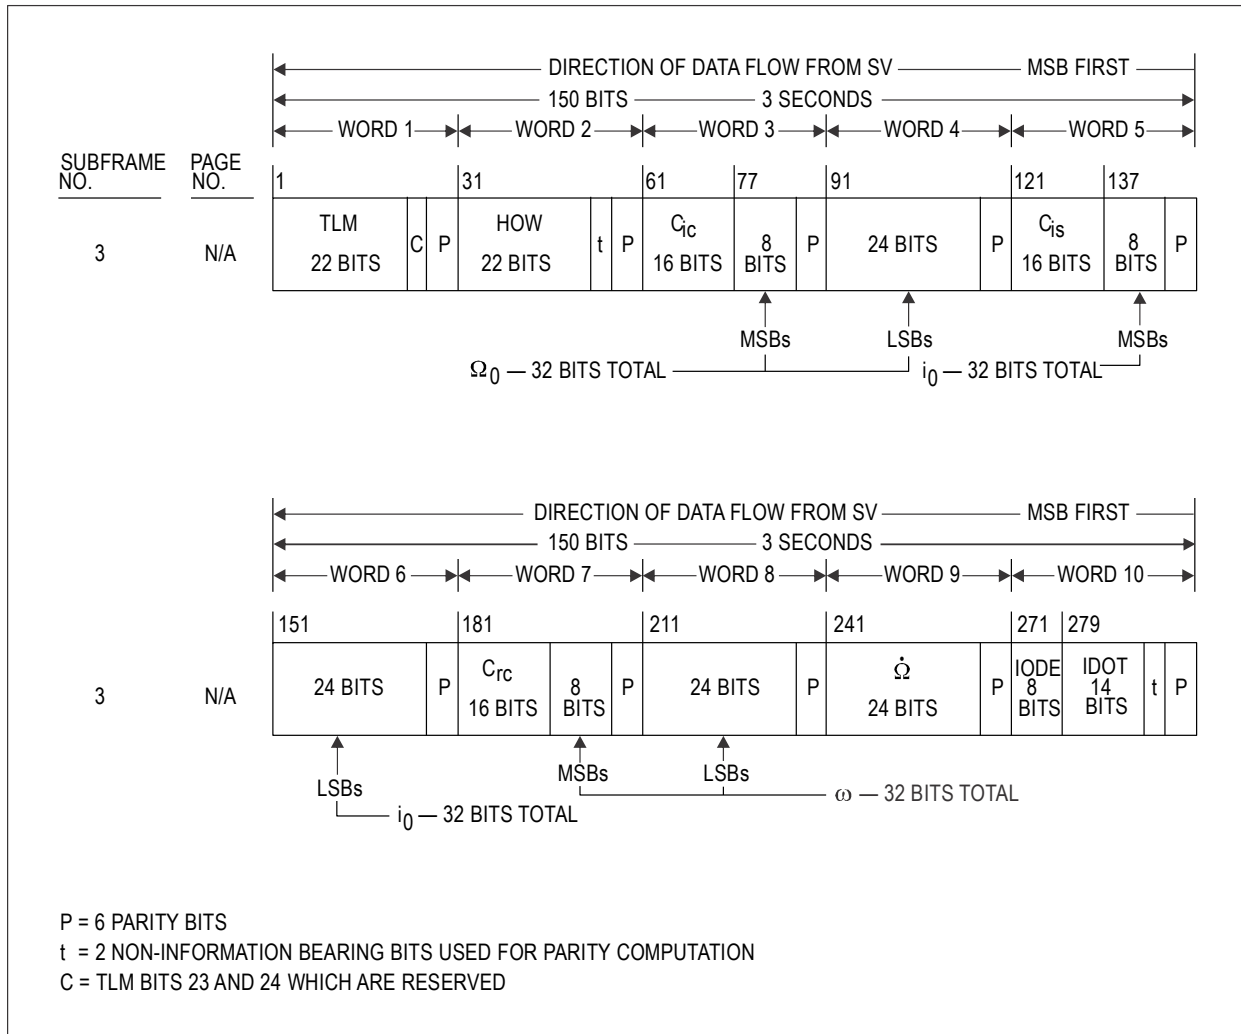 DIRECTION OF DATA FLOW FROM SV MSB FIRST
150 BITS 3 SECONDS
WORD 1 WORD 2 WORD 3 WORD 4 WORD 5
SUBFRAME NO. PAGE NO.
1 31 61 77 91 121 137
3 N/A
TLM 22 BITS C P HOW 22 BITS t P Cic 16 BITS 8 BITS P 24 BITS P Cis 16 BITS 8 BITS P
MSBs LSBs MSBs
Ω0 — 32 BITS TOTAL i0 — 32 BITS TOTAL
DIRECTION OF DATA FLOW FROM SV MSB FIRST
150 BITS 3 SECONDS
WORD 6 WORD 7 WORD 8 WORD 9 WORD 10
151 181 211 241 271 279
3 N/A
24 BITS P Crc 16 BITS 8 BITS P 24 BITS P Ω̇ 24 BITS P IODE 8 BITS IDOT 14 BITS t P
LSBs MSBs LSBs
i0 — 32 BITS TOTAL ω — 32 BITS TOTAL
P = 6 PARITY BITS
t = 2 NON-INFORMATION BEARING BITS USED FOR PARITY COMPUTATION
C = TLM BITS 23 AND 24 WHICH ARE RESERVED